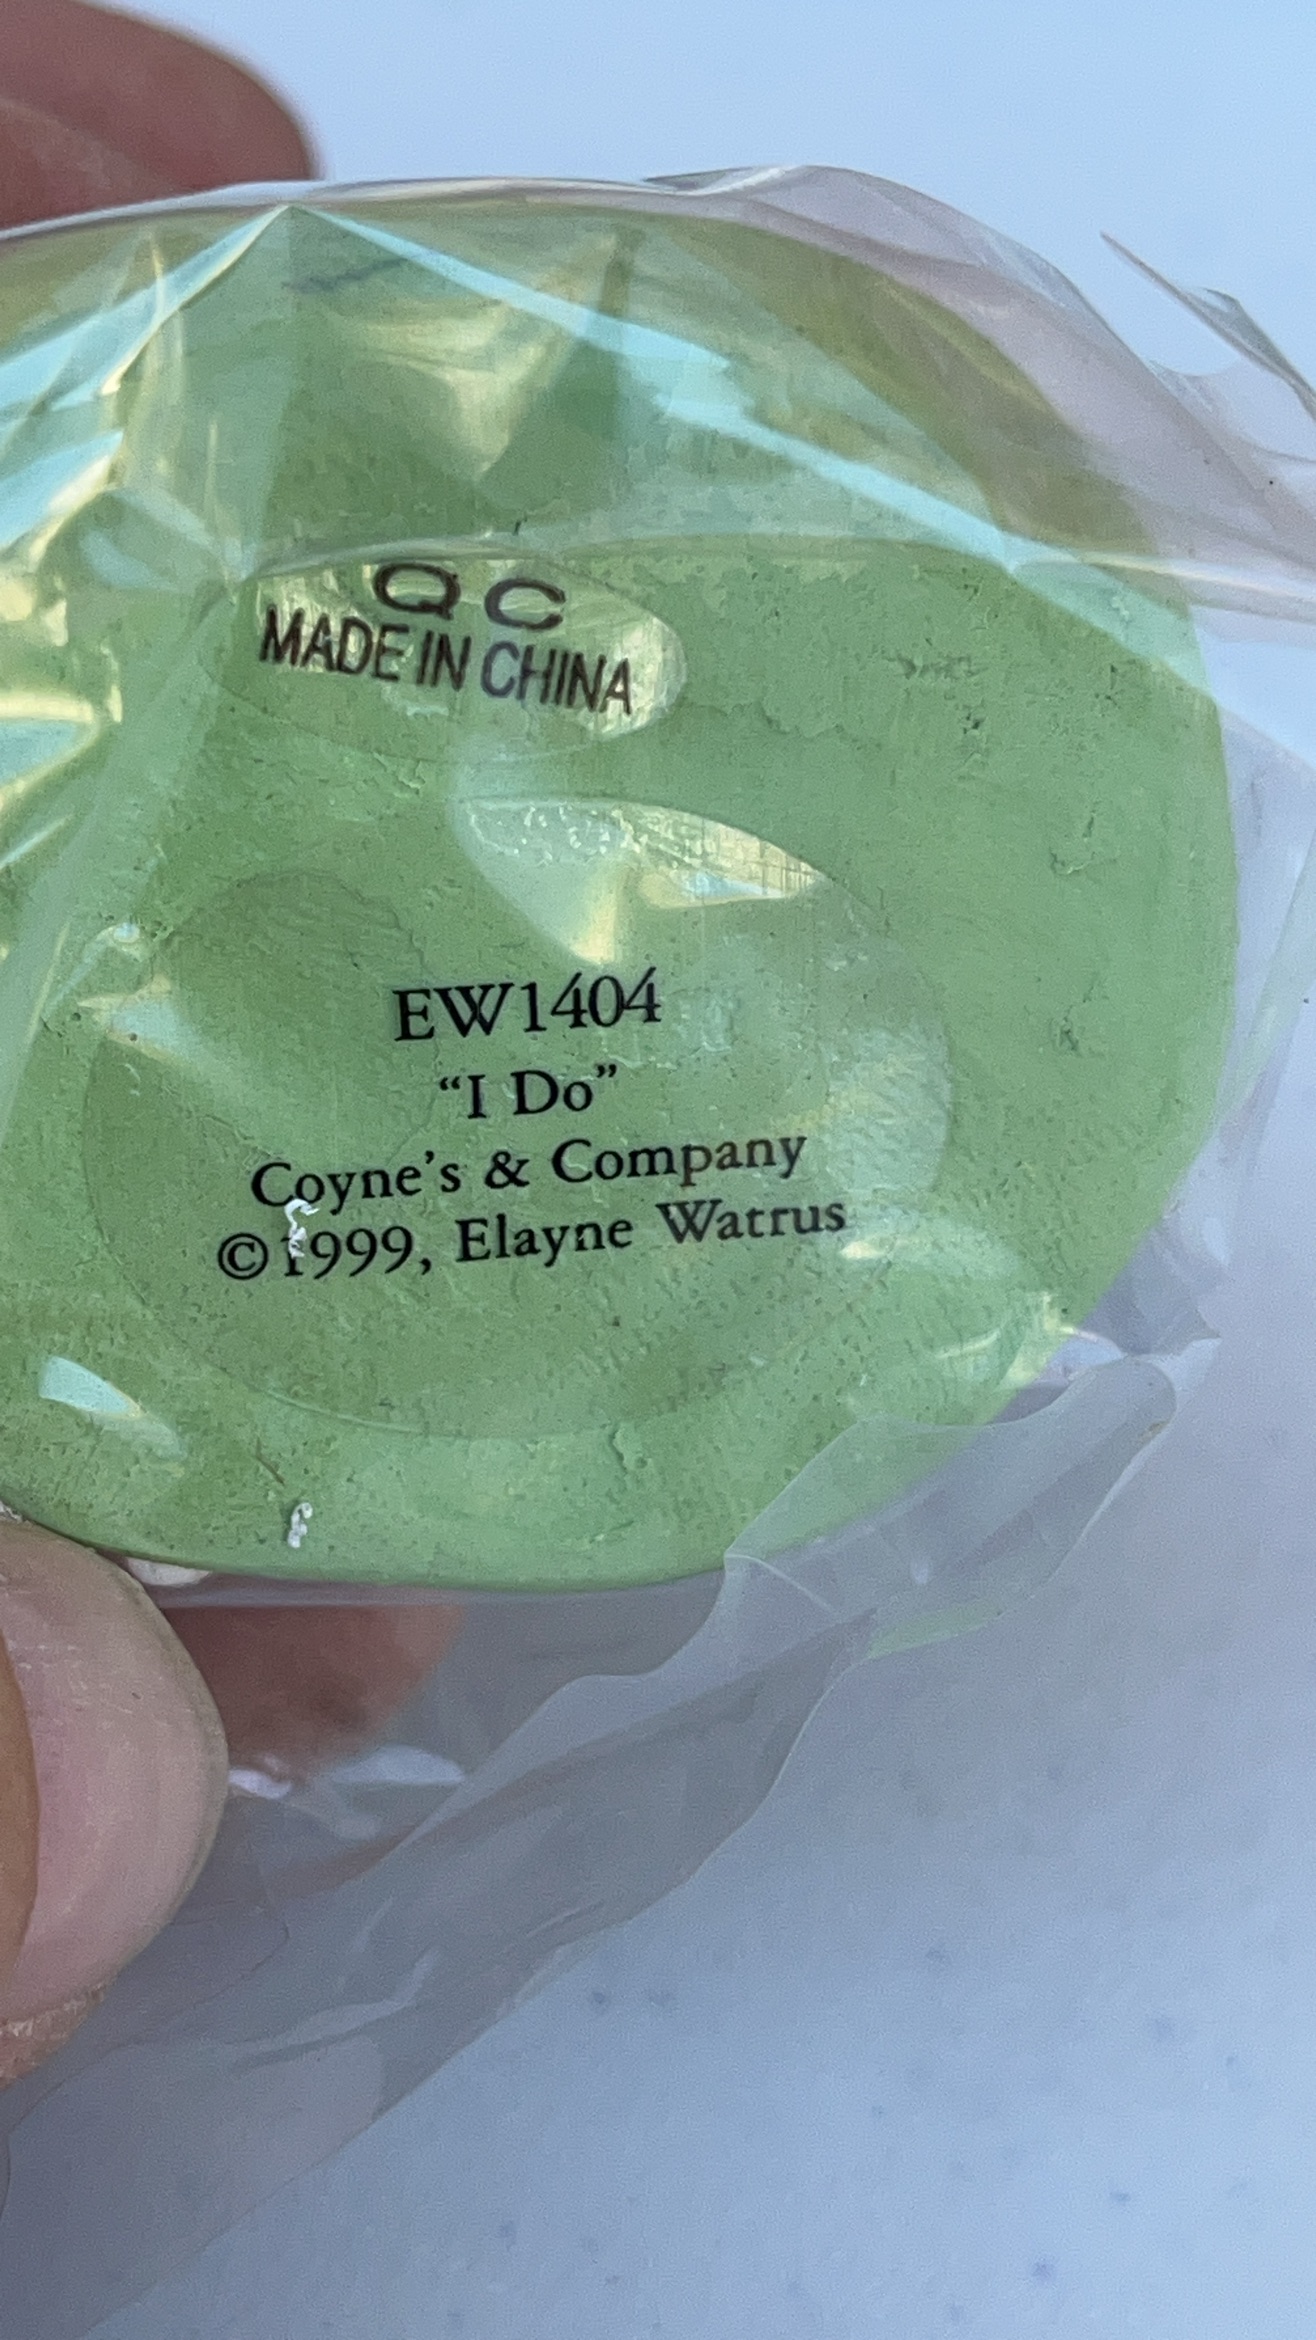 QC
MADE IN CHINA
EW1404
“I Do”
Coyne’s & Company
©1999, Elayne Watrus